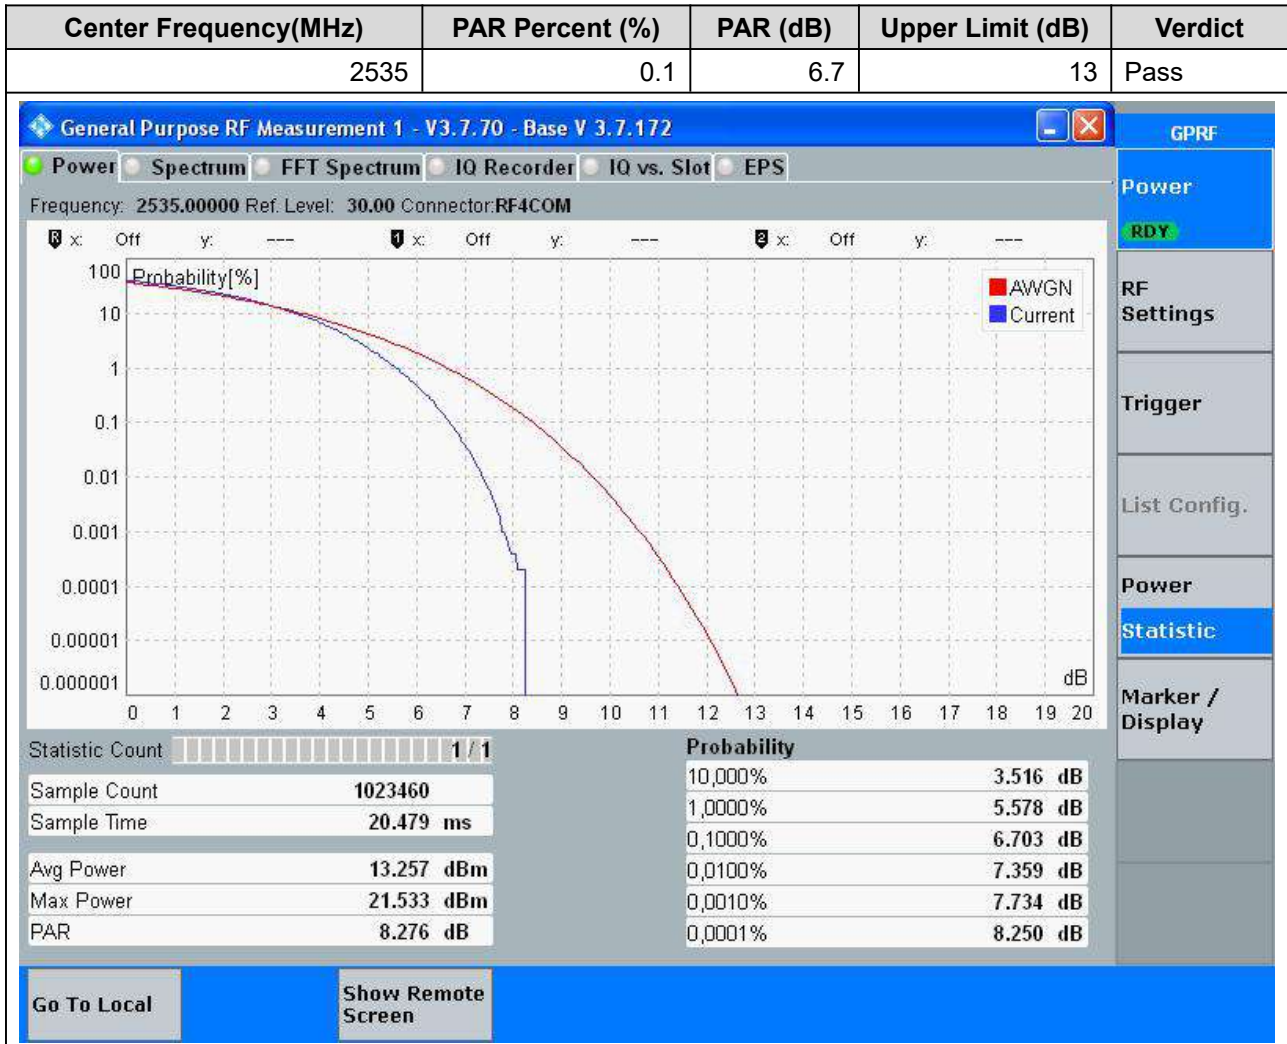 Center Frequency(MHz) PAR Percent (%) PAR (dB) Upper Limit (dB) Verdict
2535 0.1 6.7 13 Pass
General Purpose RF Measurement 1 - V3.7.70 - Base V 3.7.172
GPRF
Power Spectrum FFT Spectrum IQ Recorder IQ vs. Slot EPS
Power
RDY
Frequency: 2535.00000 Ref. Level: 30.00 Connector:RF4COM
R x: Off y: --- 1 x: Off y: --- 2 x: Off y: ---
Probability[%]
AWGN
Current
100
10
1
0.1
0.01
0.001
0.0001
0.00001
0.000001
dB
0 1 2 3 4 5 6 7 8 9 10 11 12 13 14 15 16 17 18 19 20
RF
Settings
Trigger
List Config.
Power
Statistic
Marker /
Display
Statistic Count 1 / 1
Sample Count 1023460
Sample Time 20.479 ms
Avg Power 13.257 dBm
Max Power 21.533 dBm
PAR 8.276 dB
Probability
10,000% 3.516 dB
1,0000% 5.578 dB
0,1000% 6.703 dB
0,0100% 7.359 dB
0,0010% 7.734 dB
0,0001% 8.250 dB
Go To Local
Show Remote
Screen